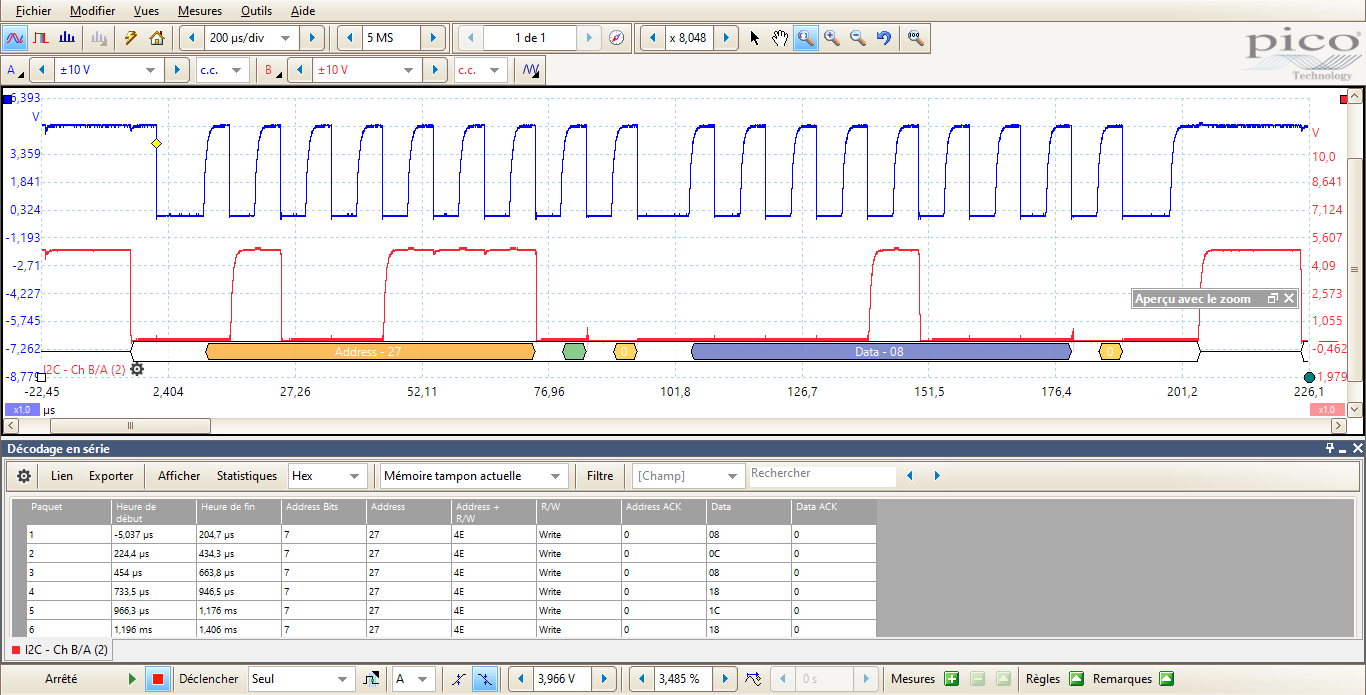 Fichier Modifier Vues Mesures Outils Aide
200 µs/div 5 MS 1 de 1 x 8,048
A ±10 V c.c. B ±10 V c.c.
pico
Technology
6,393
V
3,359
1,841
0,324
-1,193
-2,71
-4,227
-5,745
-7,262
-8,779
V
10,0
8,641
7,124
5,607
4,09
2,573
1,055
-0,462
1,979
Aperçu avec le zoom
Address - 27 0 Data - 08 0
I2C - Ch B/A (2)
-22,45 2,404 27,26 52,11 76,96 101,8 126,7 151,5 176,4 201,2 226,1
x1,0 µs x1,0
Décodage en série
Lien Exporter Afficher Statistiques Hex Mémoire tampon actuelle Filtre [Champ] Rechercher
Paquet Heure de début Heure de fin Address Bits Address Address + R/W R/W Address ACK Data Data ACK
1 -5,037 µs 204,7 µs 7 27 4E Write 0 08 0
2 224,4 µs 434,3 µs 7 27 4E Write 0 0C 0
3 454 µs 663,8 µs 7 27 4E Write 0 08 0
4 733,5 µs 946,5 µs 7 27 4E Write 0 18 0
5 966,3 µs 1,176 ms 7 27 4E Write 0 1C 0
6 1,196 ms 1,406 ms 7 27 4E Write 0 18 0
I2C - Ch B/A (2)
Arrêté Déclencher Seul A 3,966 V 3,485 % 0 s Mesures Règles Remarques